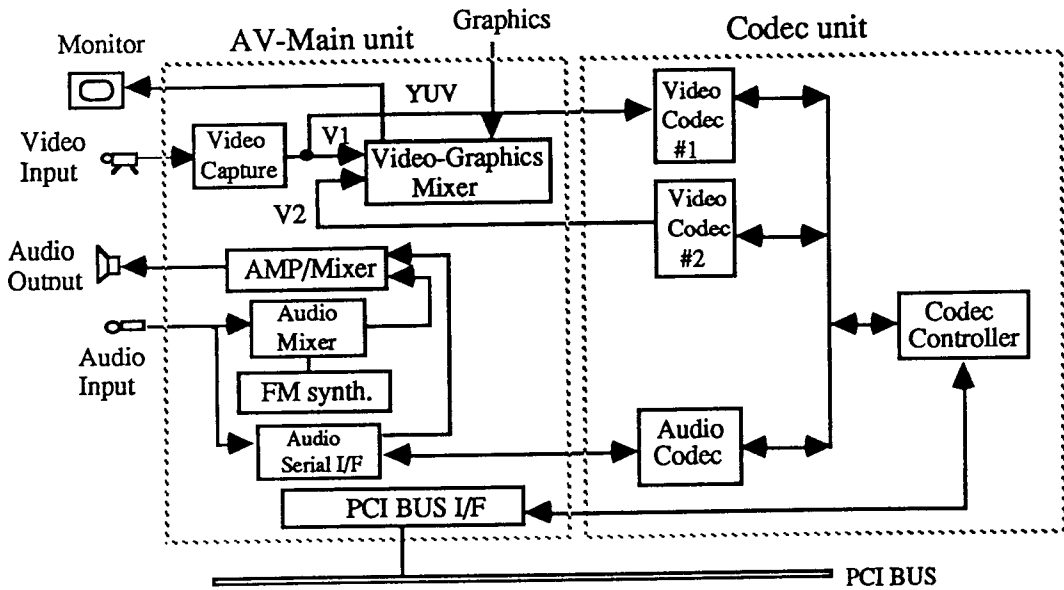 Graphics
Monitor
AV-Main unit
Codec unit
YUV
Video
Input
Video
Capture
V1
Video-Graphics
Mixer
Video
Codec
#1
V2
Video
Codec
#2
Audio
Output
AMP/Mixer
Audio
Mixer
Audio
Input
FM synth.
Codec
Controller
Audio
Serial I/F
Audio
Codec
PCI BUS I/F
PCI BUS